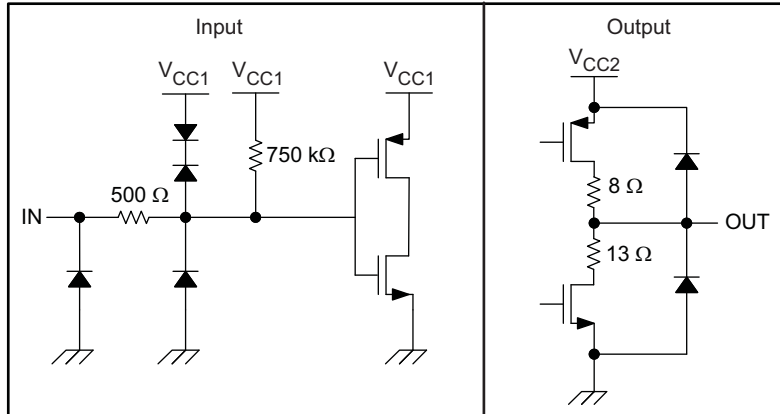 Input
Output
VCC1
VCC1
VCC1
VCC2
750 kΩ
500 Ω
8 Ω
IN
OUT
13 Ω